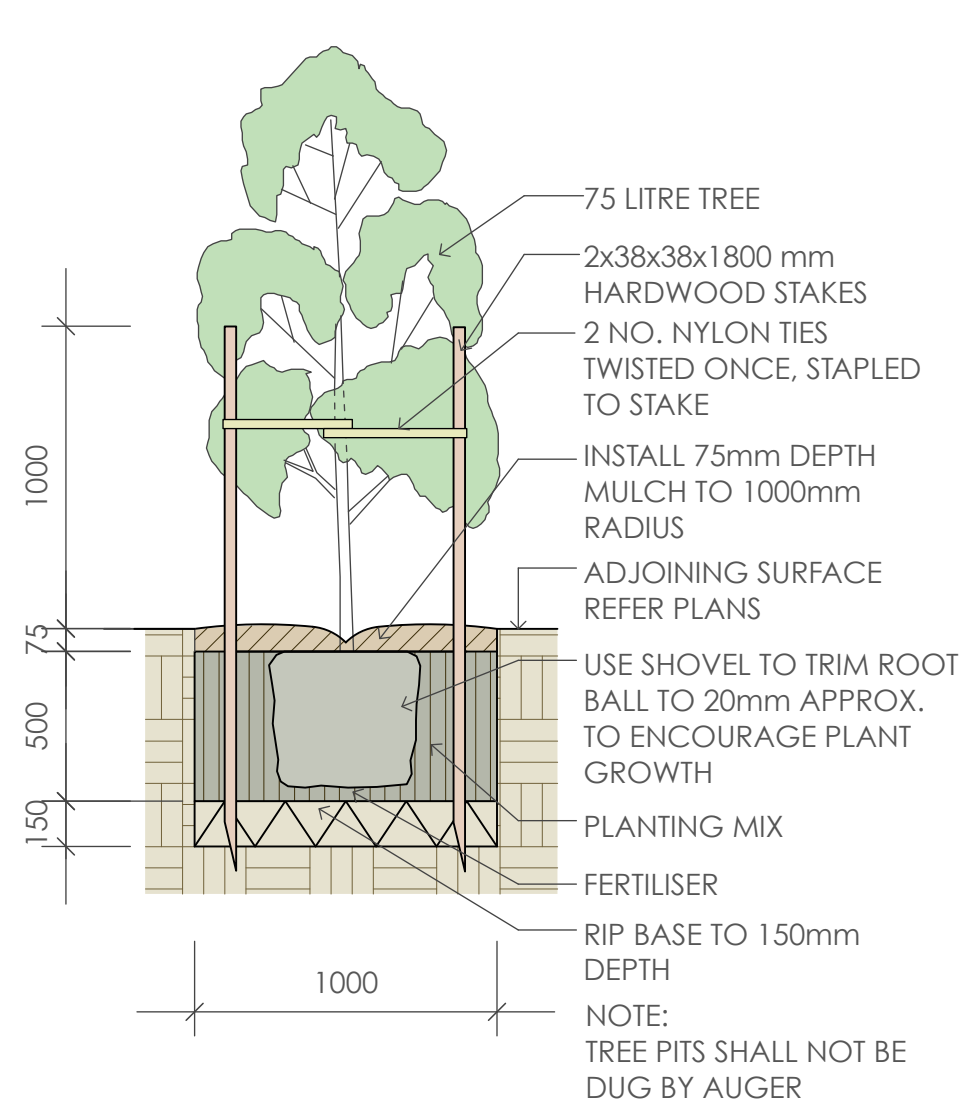 75 LITRE TREE
2x38x38x1800 mm
HARDWOOD STAKES
2 NO. NYLON TIES
TWISTED ONCE, STAPLED
TO STAKE
INSTALL 75mm DEPTH
MULCH TO 1000mm
RADIUS
ADJOINING SURFACE
REFER PLANS
USE SHOVEL TO TRIM ROOT
BALL TO 20mm APPROX.
TO ENCOURAGE PLANT
GROWTH
PLANTING MIX
FERTILISER
RIP BASE TO 150mm
DEPTH
NOTE:
TREE PITS SHALL NOT BE
DUG BY AUGER
1000
75
500
150
1000